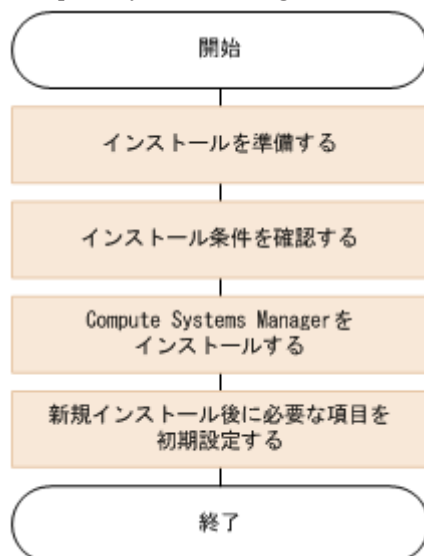 開始
インストールを準備する
インストール条件を確認する
Compute Systems Managerを
インストールする
新規インストール後に必要な項目を
初期設定する
終了